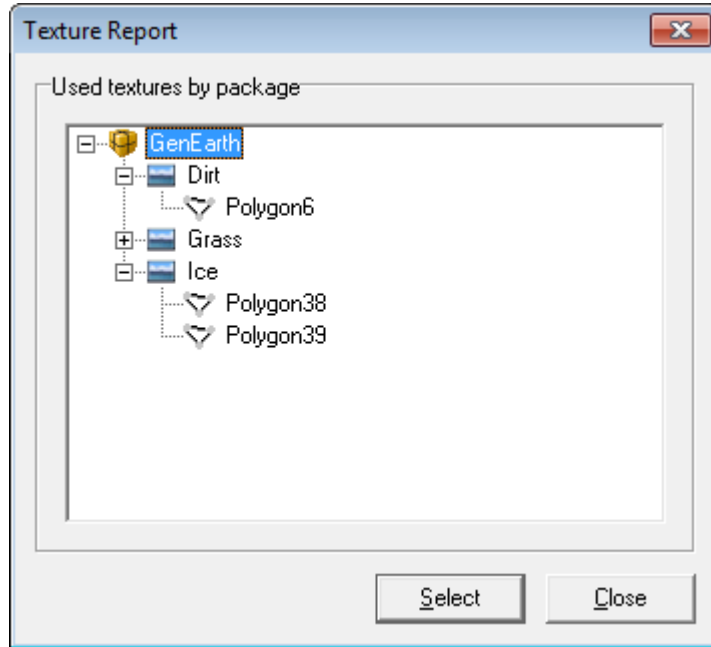 Texture Report
Used textures by package
GenEarth
Dirt
Polygon6
Grass
Ice
Polygon38
Polygon39
Select Close